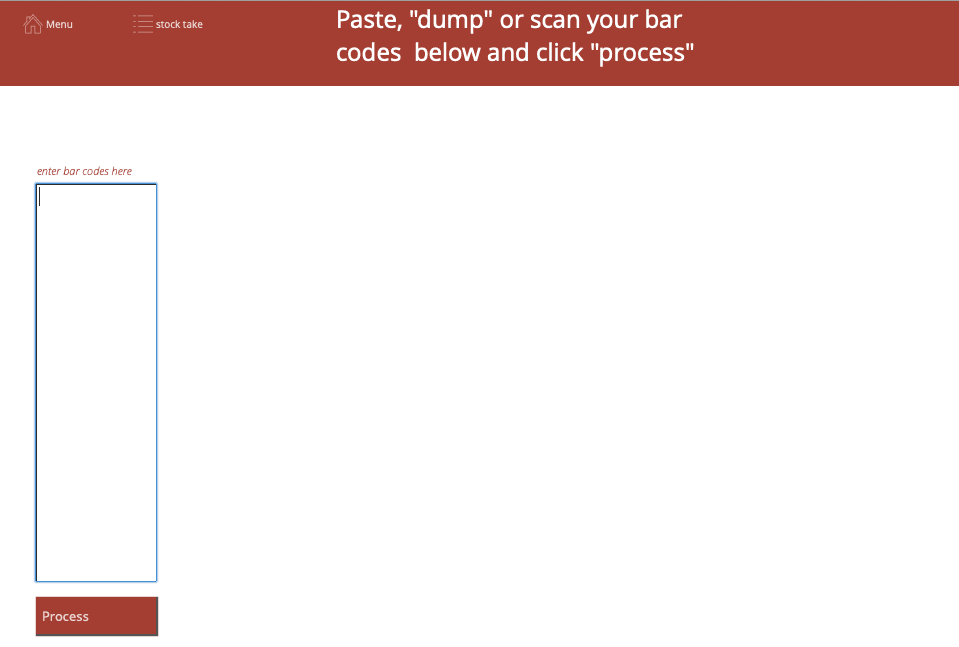 Menu
stock take
Paste, "dump" or scan your bar
codes  below and click "process"
enter bar codes here
Process